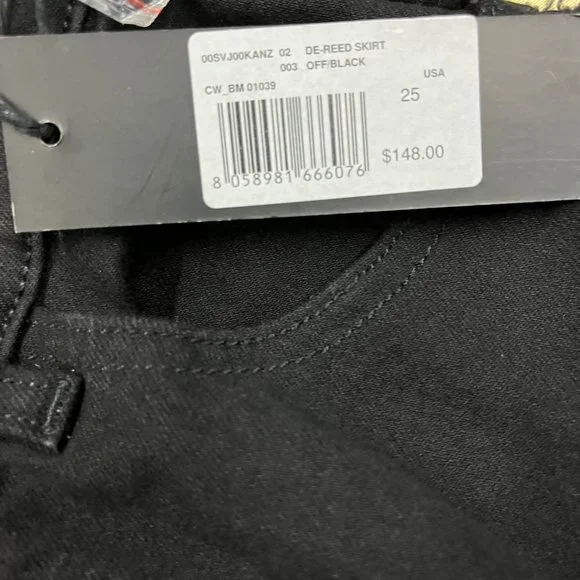 00SVJ00KANZ 02 DE-REED SKIRT
003 OFF/BLACK
CW_BM 01039
USA
25
$148.00
8 058981 666076